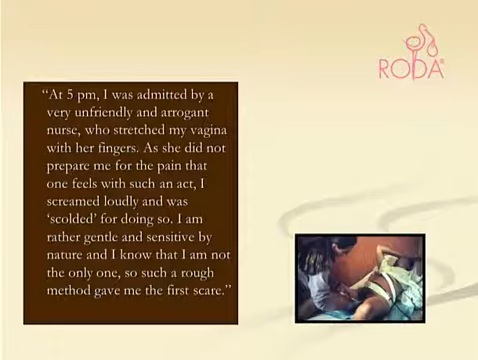 RODA®
“At 5 pm, I was admitted by a
very unfriendly and arrogant
nurse, who stretched my vagina
with her fingers. As she did not
prepare me for the pain that
one feels with such an act, I
screamed loudly and was
‘scolded’ for doing so. I am
rather gentle and sensitive by
nature and I know that I am not
the only one, so such a rough
method gave me the first scare.”